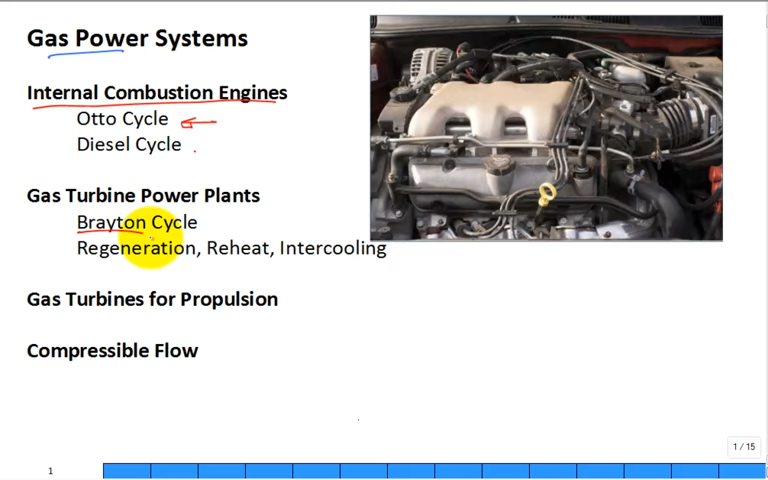 Gas Power Systems
Internal Combustion Engines
Otto Cycle
Diesel Cycle
Gas Turbine Power Plants
Brayton Cycle
Regeneration, Reheat, Intercooling
Gas Turbines for Propulsion
Compressible Flow
1 / 15
1